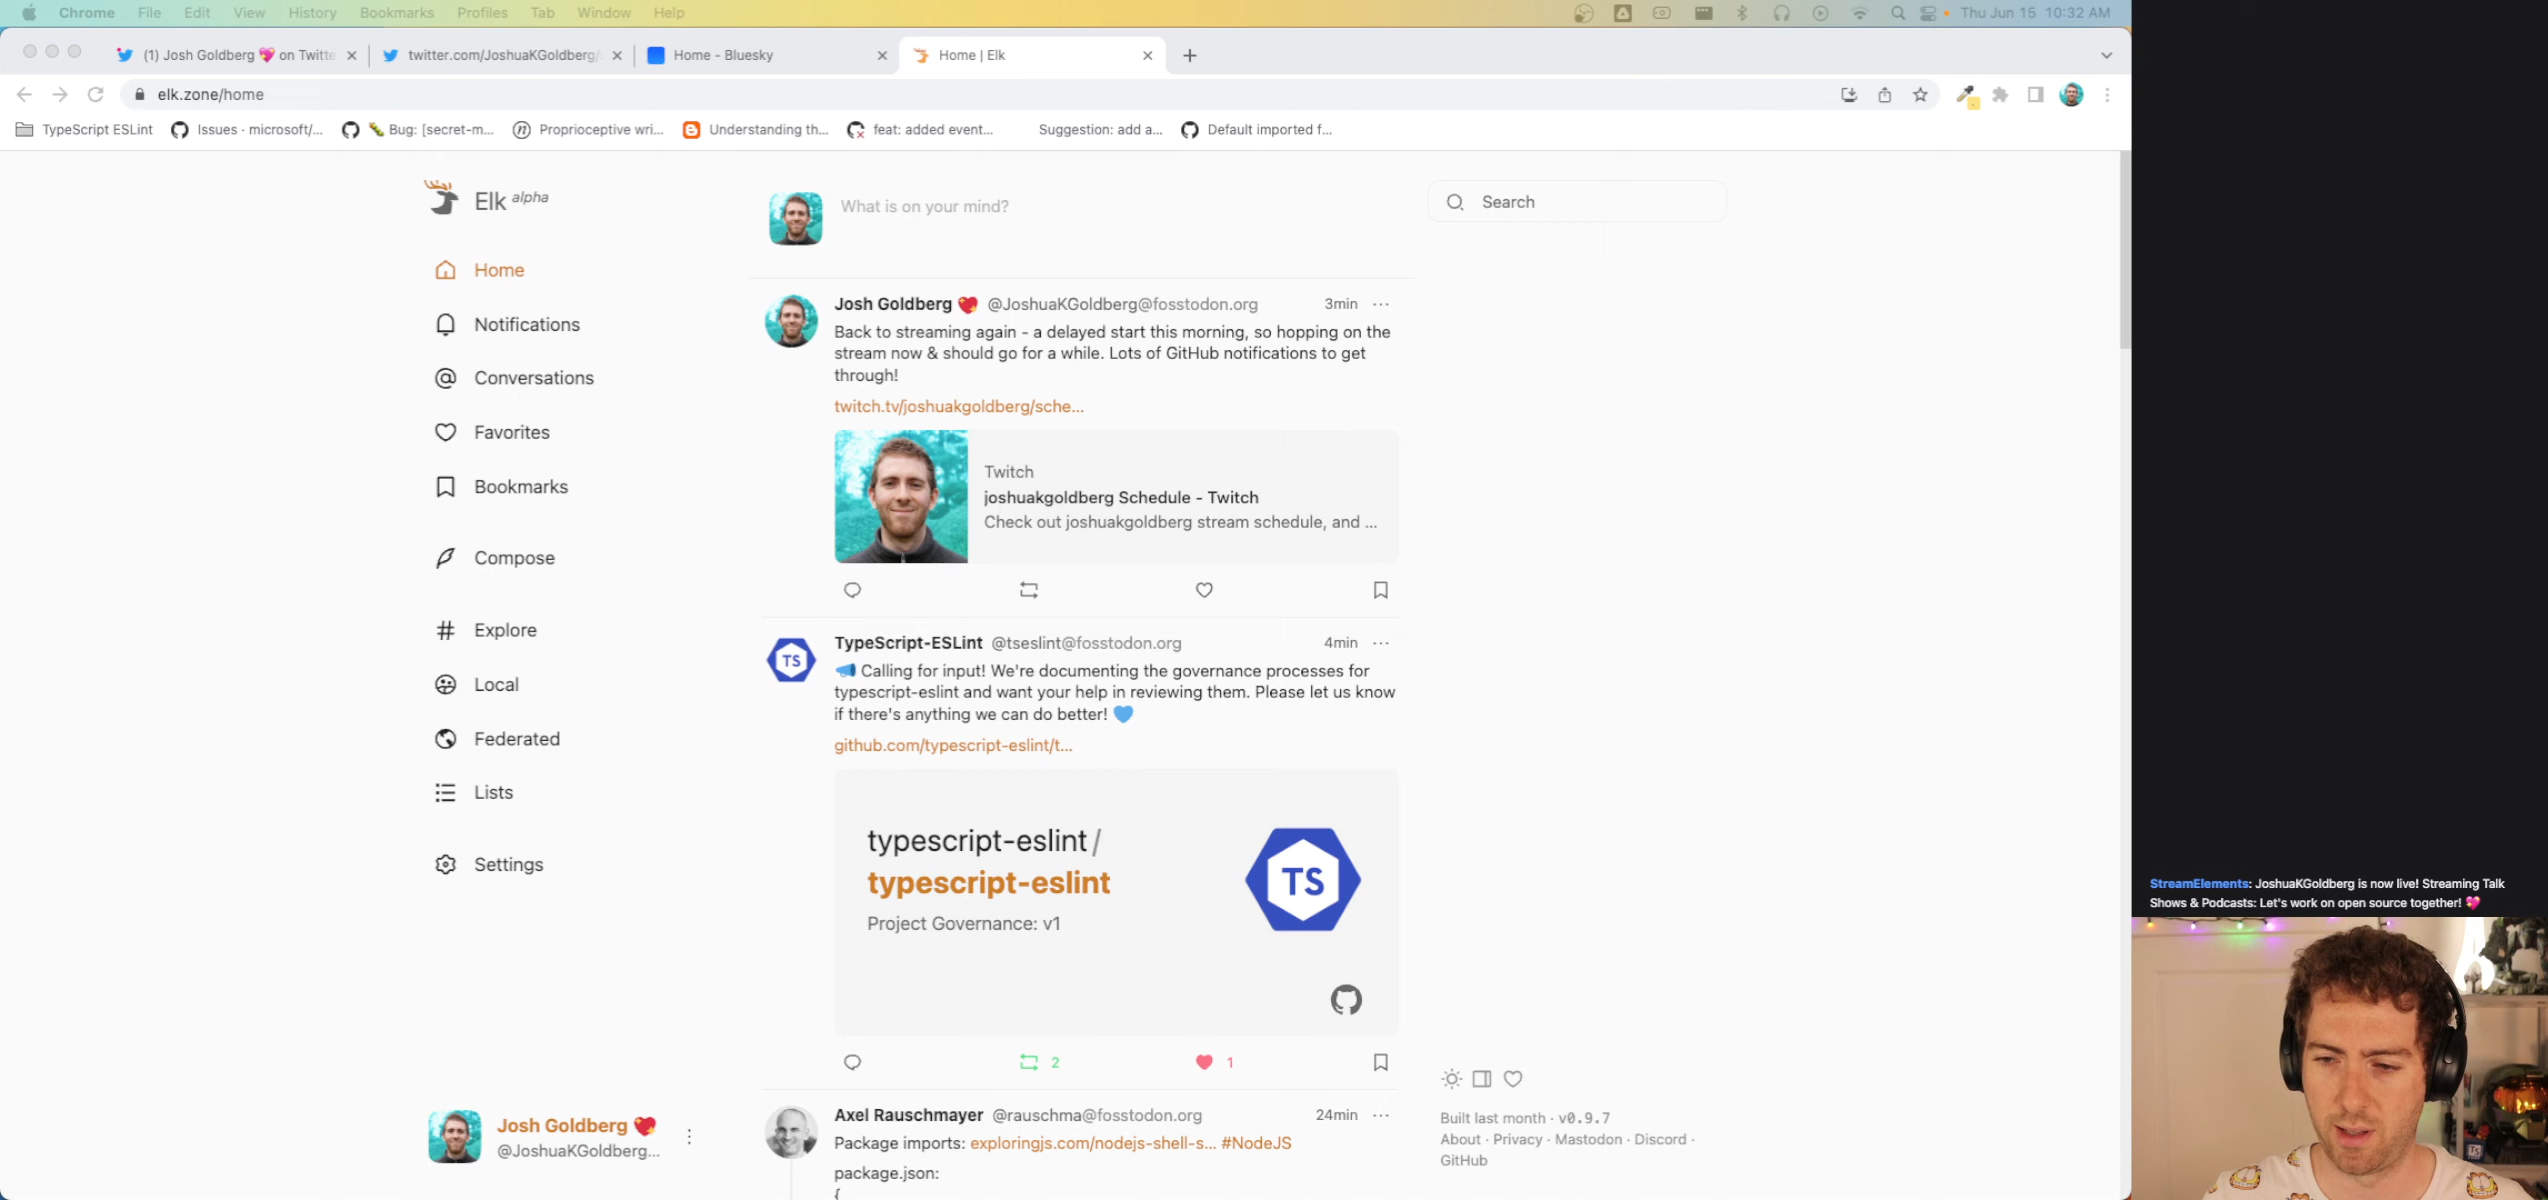 Chrome File Edit View History Bookmarks Profiles Tab Window Help Thu Jun 15 10:32 AM
(1) Josh Goldberg 💖 on Twitte
twitter.com/JoshuaKGoldberg/
Home - Bluesky
Home | Elk
elk.zone/home
TypeScript ESLint
Issues · microsoft/...
🐛 Bug: [secret-m...
Proprioceptive wri...
Understanding th...
feat: added event...
Suggestion: add a...
Default imported f...
Elk alpha
Home
Notifications
Conversations
Favorites
Bookmarks
Compose
Explore
Local
Federated
Lists
Settings
Josh Goldberg 💖
@JoshuaKGoldberg...
What is on your mind?
Josh Goldberg 💖 @JoshuaKGoldberg@fosstodon.org 3min ...
Back to streaming again - a delayed start this morning, so hopping on the
stream now & should go for a while. Lots of GitHub notifications to get
through!
twitch.tv/joshuakgoldberg/sche...
Twitch
joshuakgoldberg Schedule - Twitch
Check out joshuakgoldberg stream schedule, and ...
TS
TypeScript-ESLint @tseslint@fosstodon.org 4min ...
📣 Calling for input! We're documenting the governance processes for
typescript-eslint and want your help in reviewing them. Please let us know
if there's anything we can do better! 💙
github.com/typescript-eslint/t...
typescript-eslint/
typescript-eslint
Project Governance: v1
TS
2
1
Axel Rauschmayer @rauschma@fosstodon.org 24min ...
Package imports: exploringjs.com/nodejs-shell-s... #NodeJS
package.json:
{
Search
Built last month · v0.9.7
About · Privacy · Mastodon · Discord ·
GitHub
StreamElements: JoshuaKGoldberg is now live! Streaming Talk
Shows & Podcasts: Let's work on open source together! 💖